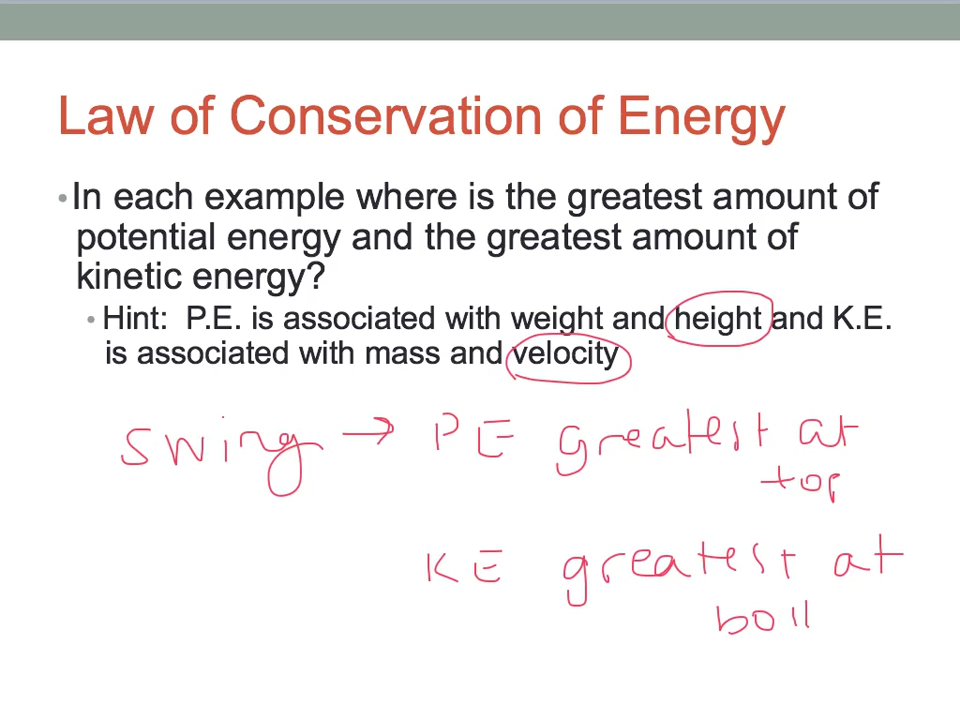 Law of Conservation of Energy
•In each example where is the greatest amount of
potential energy and the greatest amount of
kinetic energy?
• Hint: P.E. is associated with weight and height and K.E.
is associated with mass and velocity
swing → PE greatest at
top
KE greatest at